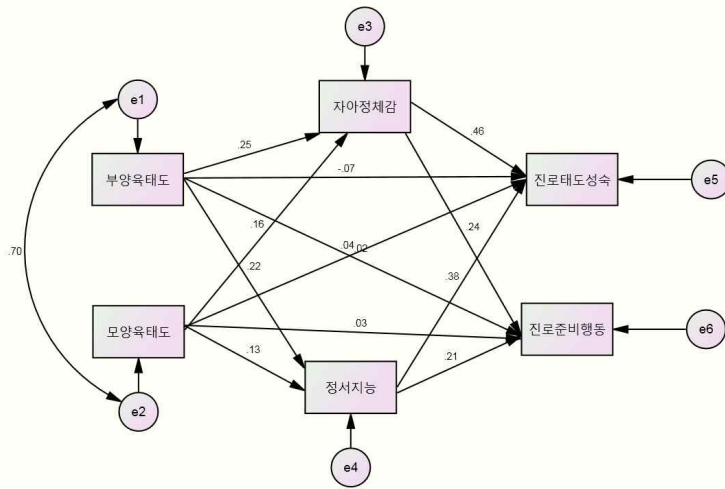 e3
e1
자아정체감
.46
.25
부양육태도
-.07
진로태도성숙
e5
.16
.24
.70
.04
.02
.22
.38
모양육태도
.03
진로준비행동
e6
.13
.21
정서지능
e2
e4